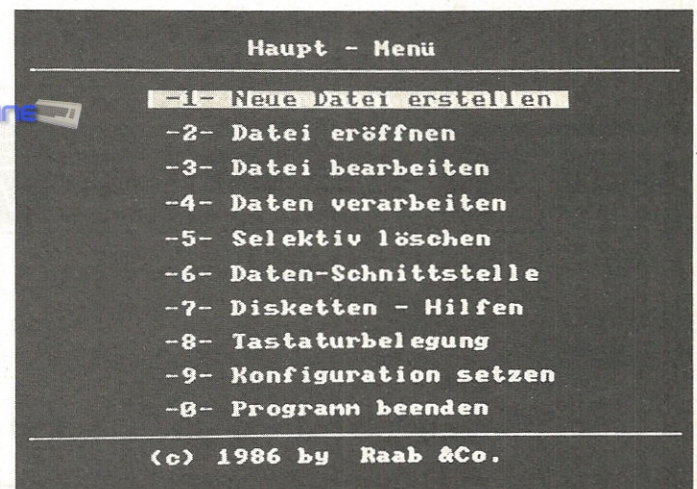 Haupt - Menü
-1- Neue Datei erstellen
-2- Datei eröffnen
-3- Datei bearbeiten
-4- Daten verarbeiten
-5- Selektiv löschen
-6- Daten-Schnittstelle
-7- Disketten - Hilfen
-8- Tastaturbelegung
-9- Konfiguration setzen
-0- Programm beenden
(c) 1986 by Raab &Co.